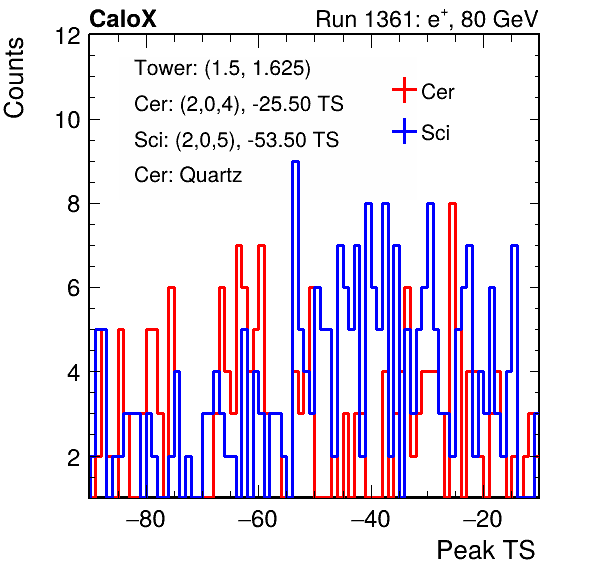 CaloX Run 1361: e⁺, 80 GeV
Counts
12
10
8
6
4
2
Tower: (1.5, 1.625)
Cer: (2,0,4), -25.50 TS
Sci: (2,0,5), -53.50 TS
Cer: Quartz
Cer
Sci
−80 −60 −40 −20
Peak TS